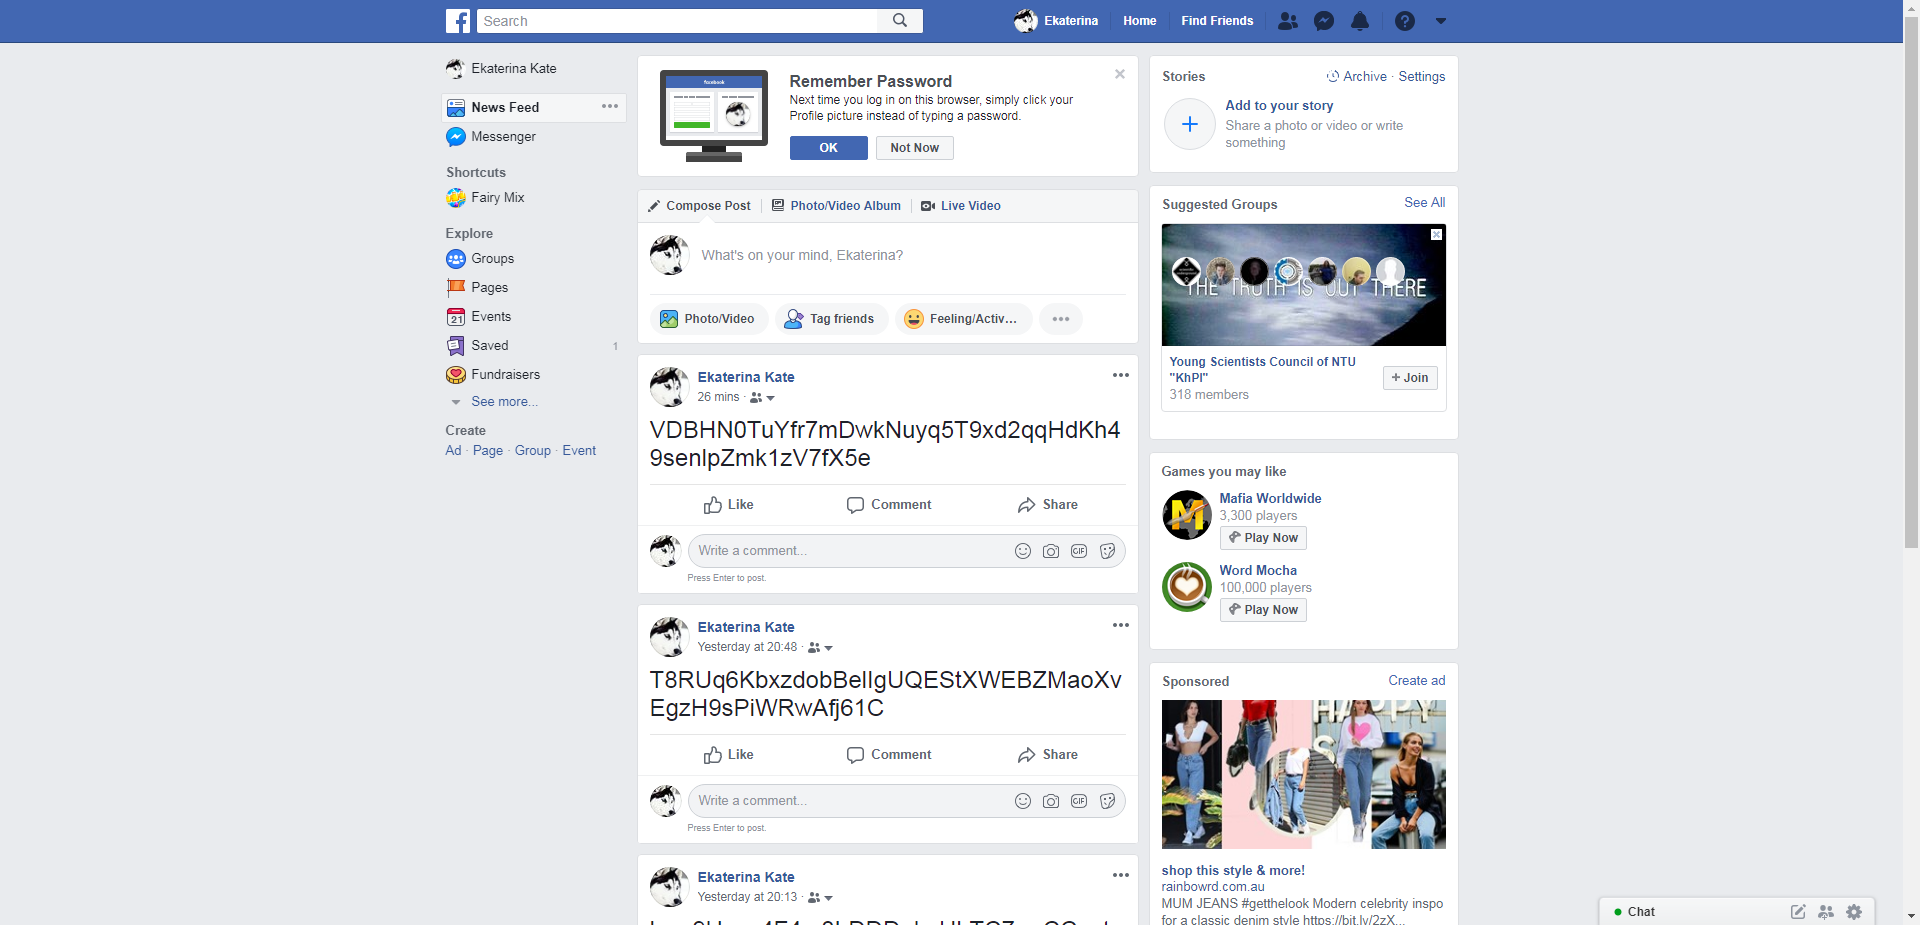 Search
Ekaterina
Home
Find Friends
Ekaterina Kate
News Feed
Messenger
Shortcuts
Fairy Mix
Explore
Groups
Pages
21
Events
Saved
1
Fundraisers
See more...
Create
Ad · Page · Group · Event
facebook
Remember Password
Next time you log in on this browser, simply click your
Profile picture instead of typing a password.
OK
Not Now
Compose Post
Photo/Video Album
Live Video
What's on your mind, Ekaterina?
Photo/Video
Tag friends
Feeling/Activ...
Ekaterina Kate
26 mins ·
VDBHN0TuYfr7mDwkNuyq5T9xd2qqHdKh4
9senlpZmk1zV7fX5e
Like
Comment
Share
Write a comment...
GIF
Press Enter to post.
Ekaterina Kate
Yesterday at 20:48 ·
T8RUq6KbxzdobBelIgUQEStXWEBZMaoXv
EgzH9sPiWRwAfj61C
Like
Comment
Share
Write a comment...
GIF
Press Enter to post.
Ekaterina Kate
Yesterday at 20:13 ·
Stories
Archive · Settings
Add to your story
Share a photo or video or write
something
Suggested Groups
See All
THE TRUTH IS OUT THERE
Young Scientists Council of NTU
"KhPI"
318 members
+ Join
Games you may like
M
Mafia Worldwide
3,300 players
Play Now
Word Mocha
100,000 players
Play Now
Sponsored
Create ad
HAPPY
shop this style & more!
rainbowrd.com.au
MUM JEANS #getthelook Modern celebrity inspo
for a classic denim style https://bit.ly/2zX...
Chat